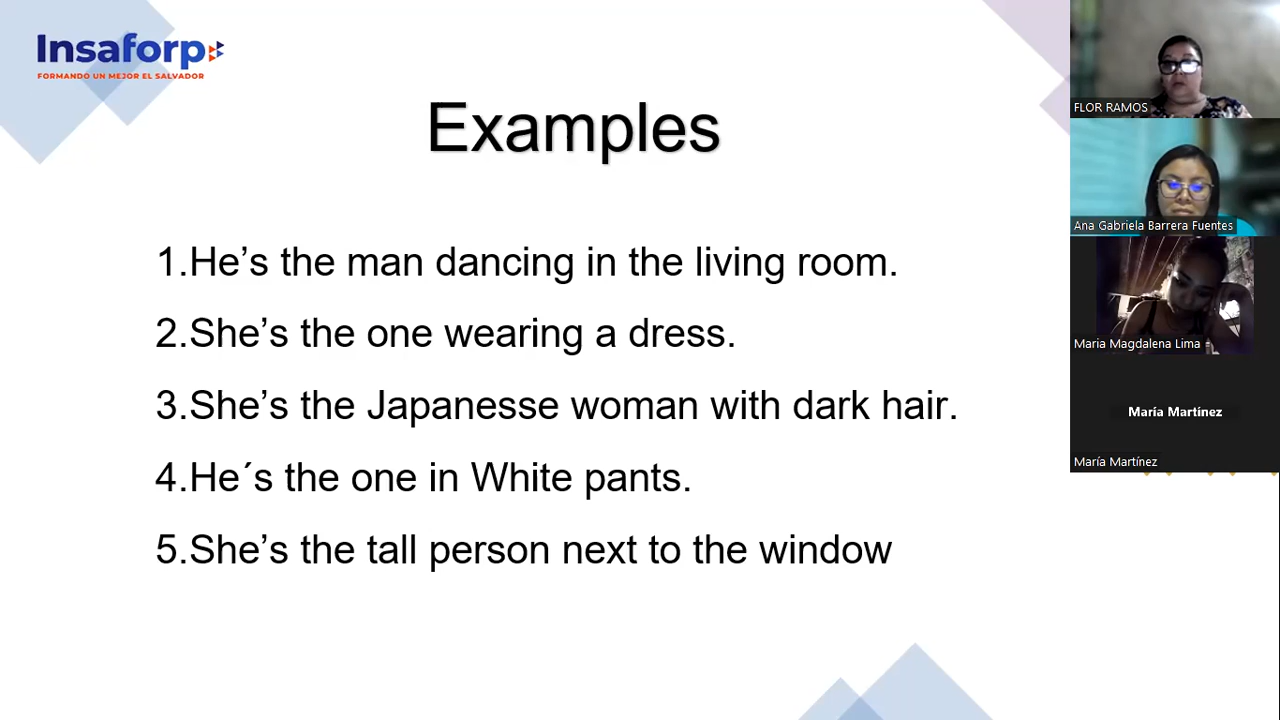 Insaforp
FORMANDO UN MEJOR EL SALVADOR
Examples
1.He’s the man dancing in the living room.
2.She’s the one wearing a dress.
3.She’s the Japanesse woman with dark hair.
4.He´s the one in White pants.
5.She’s the tall person next to the window
FLOR RAMOS
Ana Gabriela Barrera Fuentes
Maria Magdalena Lima
María Martínez
María Martínez